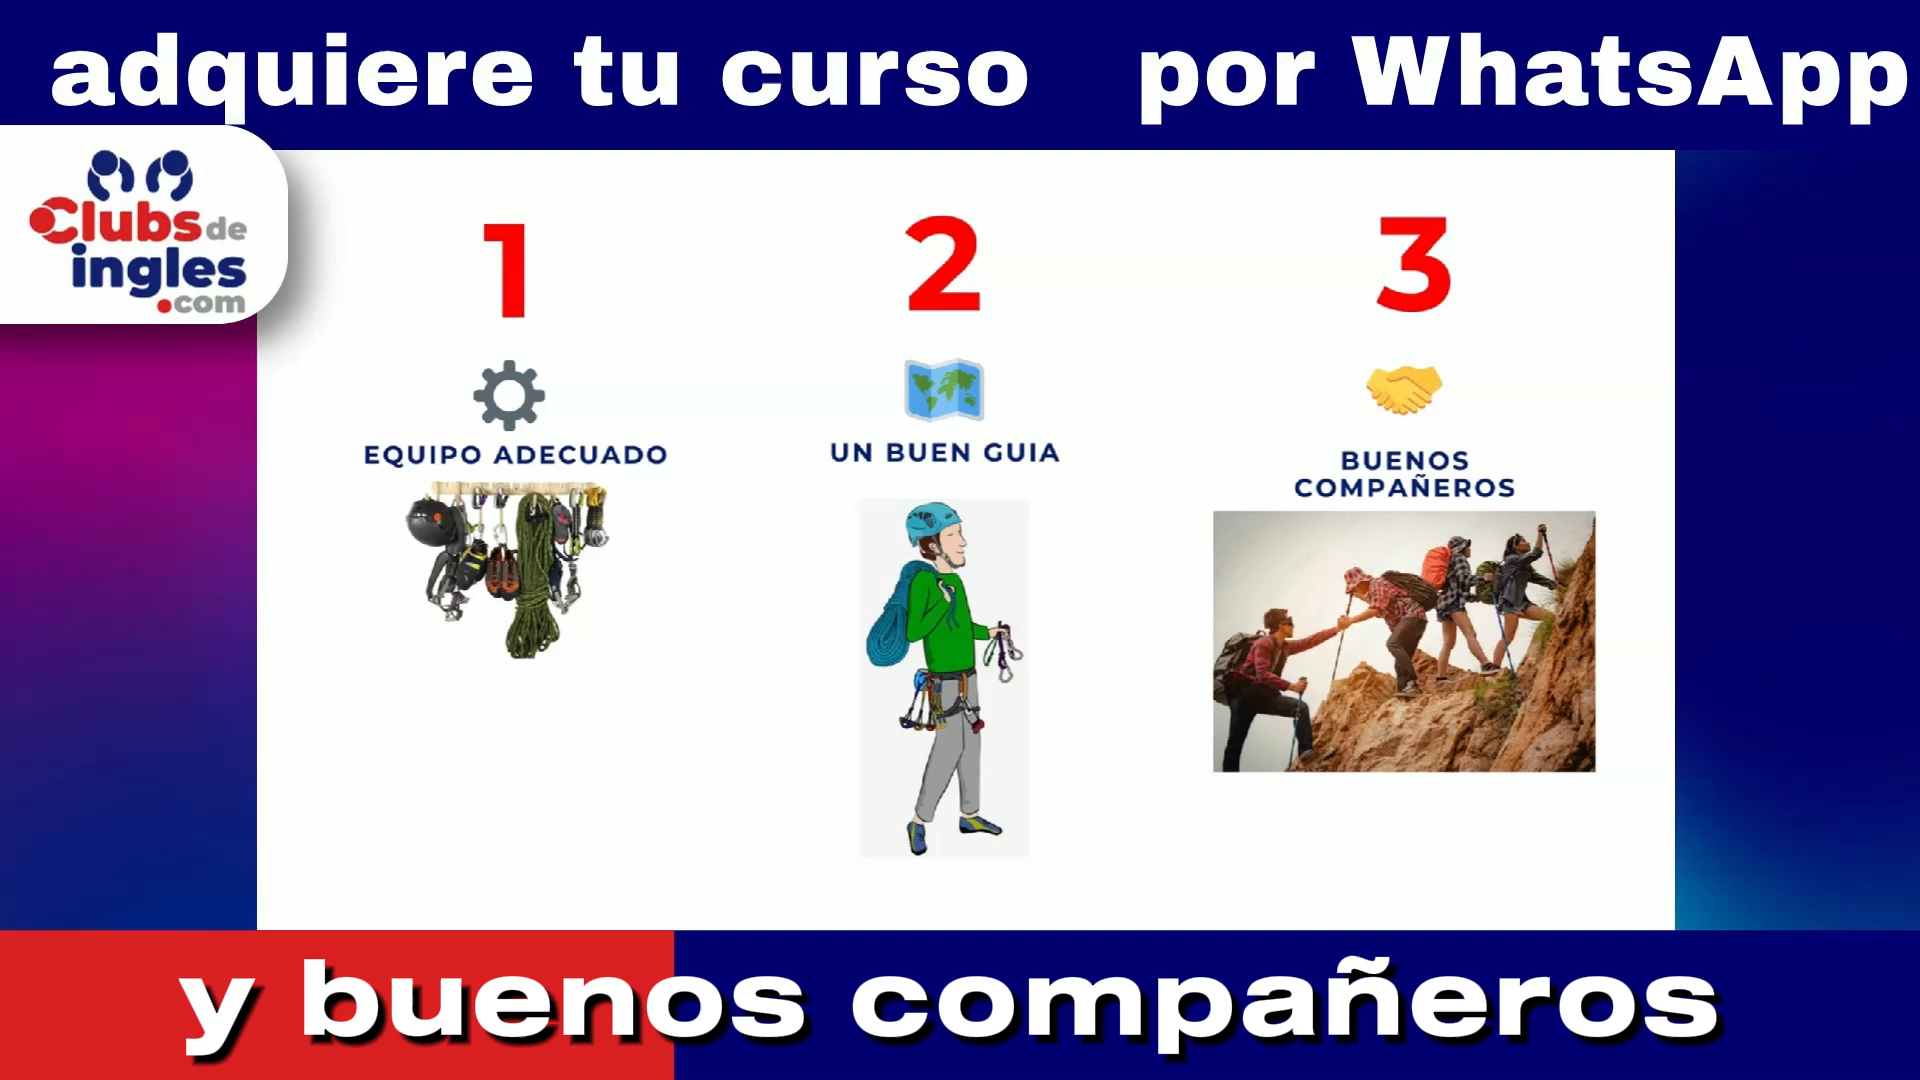 adquiere tu curso por WhatsApp
Clubs de
ingles
.com
1
2
3
EQUIPO ADECUADO
UN BUEN GUIA
BUENOS
COMPAÑEROS
y buenos compañeros